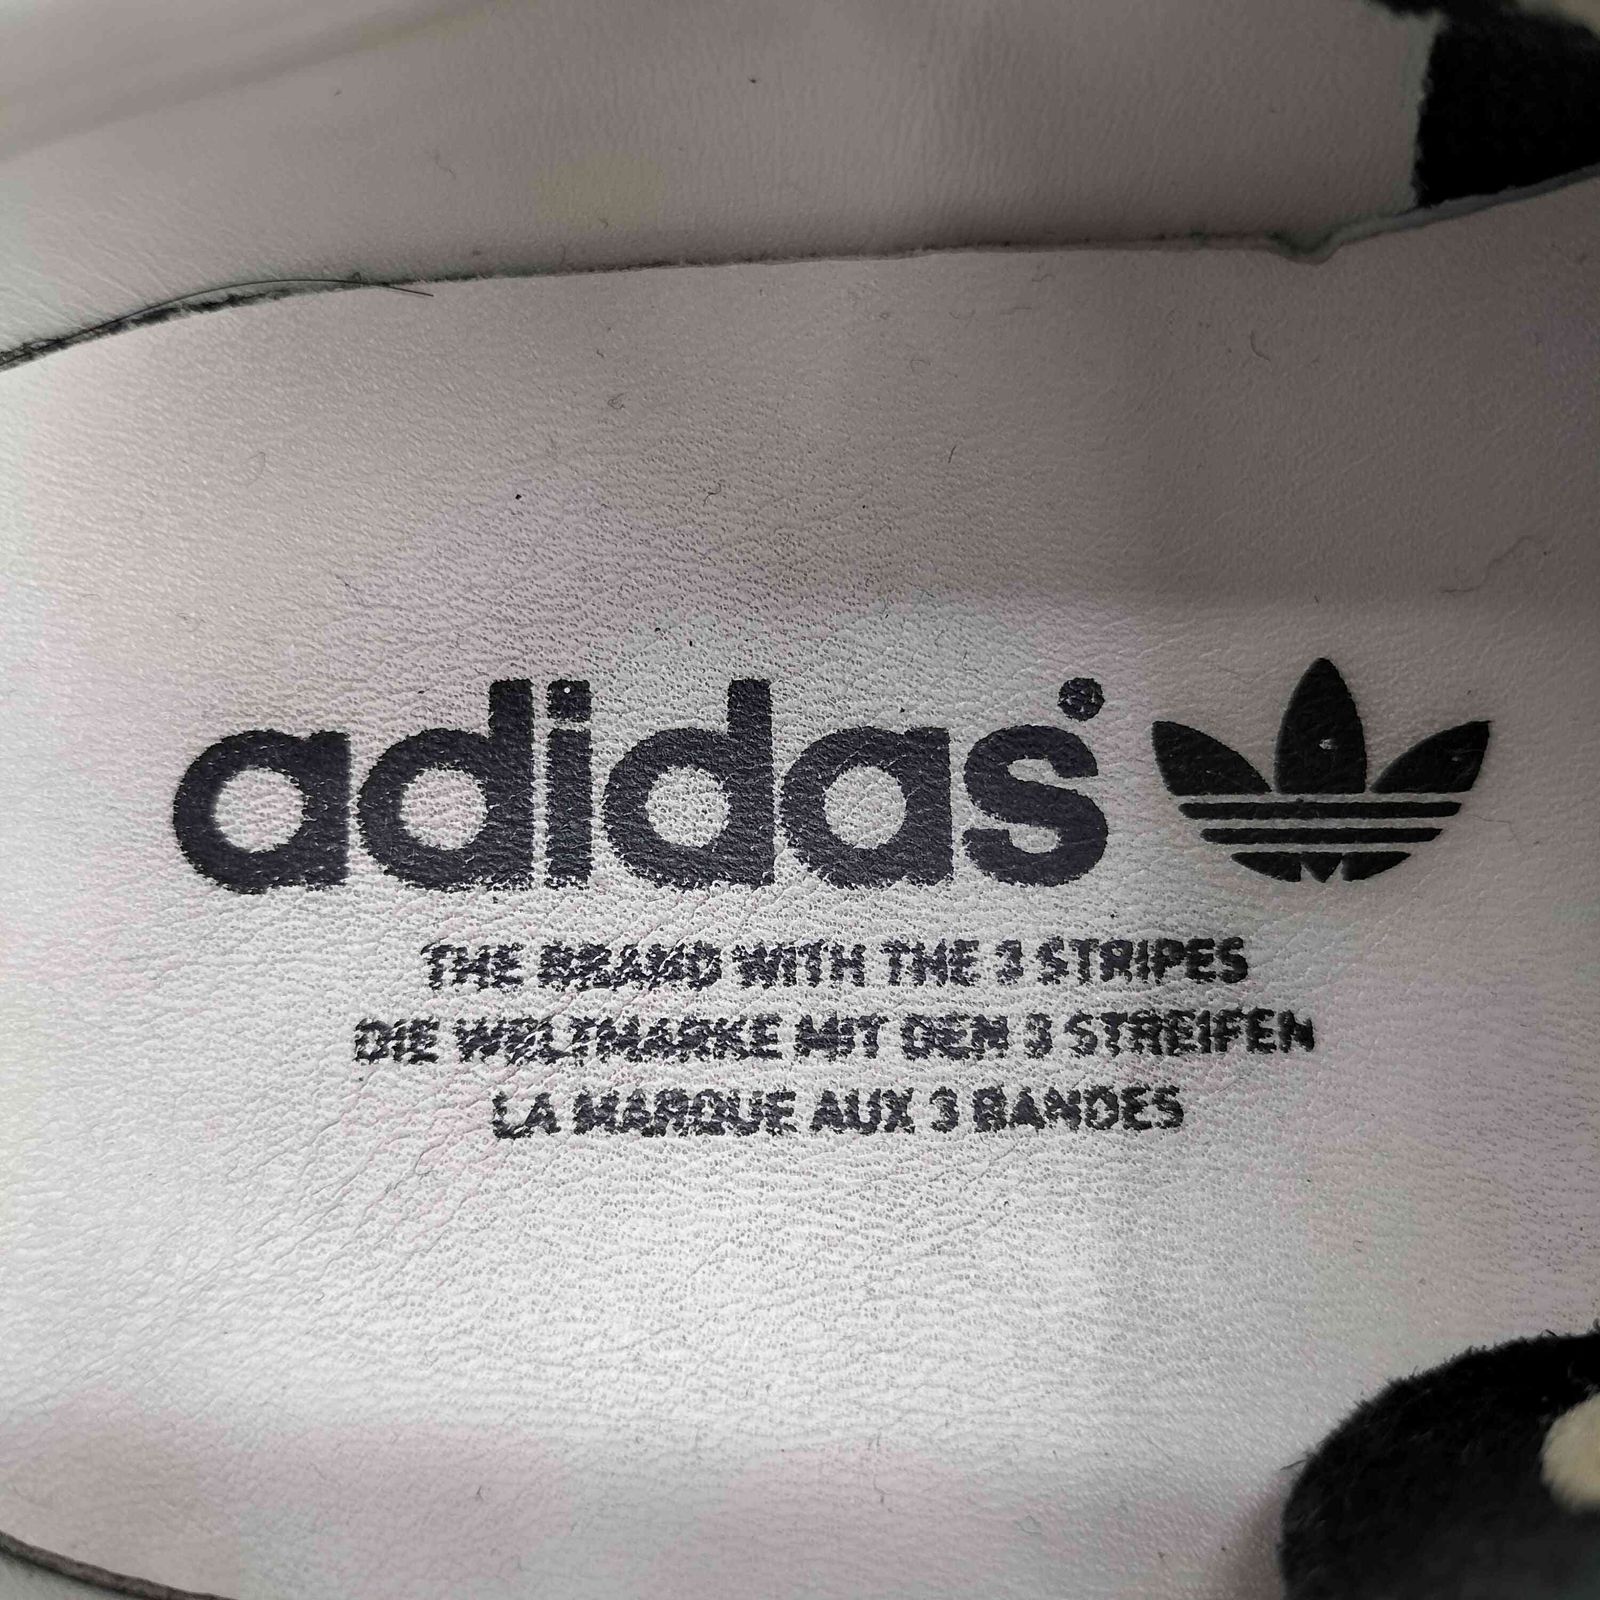 adidas®
THE BRAND WITH THE 3 STRIPES
DIE WELTMARKE MIT DEN 3 STREIFEN
LA MARQUE AUX 3 BANDES